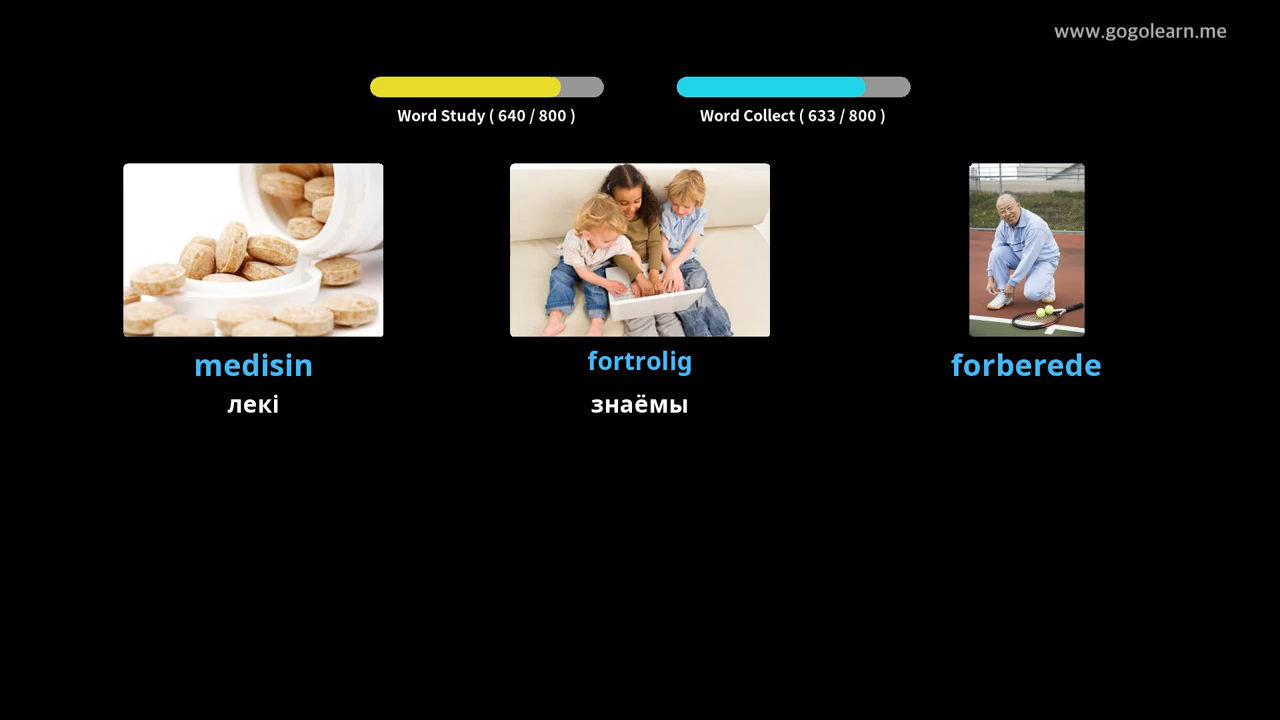 www.gogolearn.me
Word Study ( 640 / 800 )
Word Collect ( 633 / 800 )
medisin
лекі
fortrolig
знаёмы
forberede